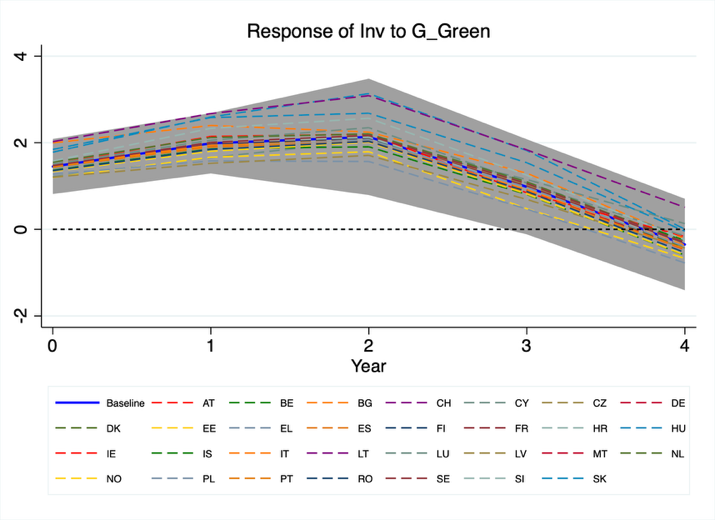 Response of Inv to G_Green
4
2
0
-2
0 1 2 3 4
Year
Baseline AT BE BG CH CY CZ DE
DK EE EL ES FI FR HR HU
IE IS IT LT LU LV MT NL
NO PL PT RO SE SI SK